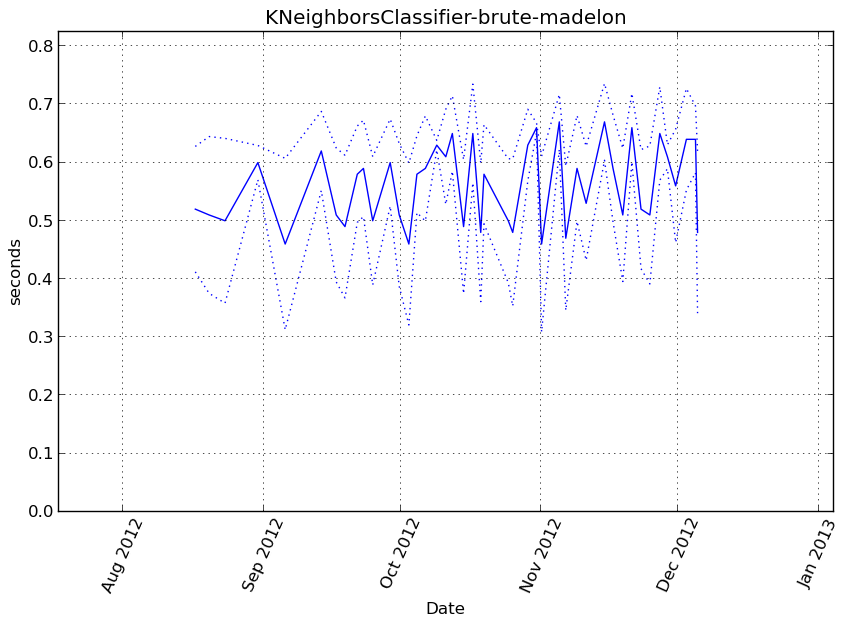 KNeighborsClassifier-brute-madelon
0.8
0.7
0.6
0.5
0.4
0.3
0.2
0.1
0.0
seconds
Aug 2012
Sep 2012
Oct 2012
Nov 2012
Dec 2012
Jan 2013
Date